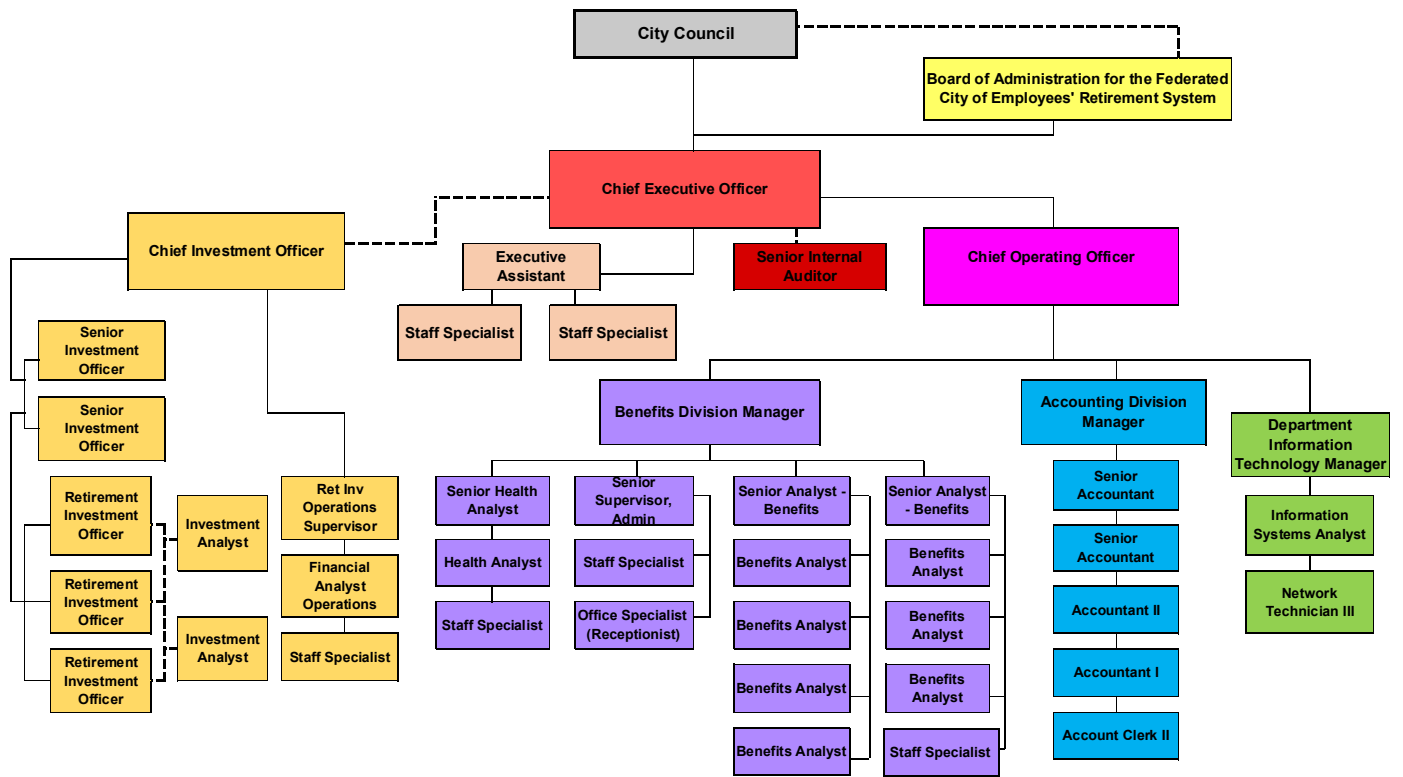 City Council
Board of Administration for the Federated
City of Employees' Retirement System
Chief Executive Officer
Chief Investment Officer
Executive
Assistant
Senior Internal
Auditor
Chief Operating Officer
Staff Specialist
Staff Specialist
Senior
Investment
Officer
Senior
Investment
Officer
Retirement
Investment
Officer
Retirement
Investment
Officer
Retirement
Investment
Officer
Investment
Analyst
Investment
Analyst
Ret Inv
Operations
Supervisor
Financial
Analyst
Operations
Staff Specialist
Benefits Division Manager
Senior Health
Analyst
Health Analyst
Staff Specialist
Senior
Supervisor,
Admin
Staff Specialist
Office Specialist
(Receptionist)
Senior Analyst -
Benefits
Benefits Analyst
Benefits Analyst
Benefits Analyst
Benefits Analyst
Senior Analyst
- Benefits
Benefits
Analyst
Benefits
Analyst
Benefits
Analyst
Staff Specialist
Accounting Division
Manager
Senior
Accountant
Senior
Accountant
Accountant II
Accountant I
Account Clerk II
Department
Information
Technology Manager
Information
Systems Analyst
Network
Technician III